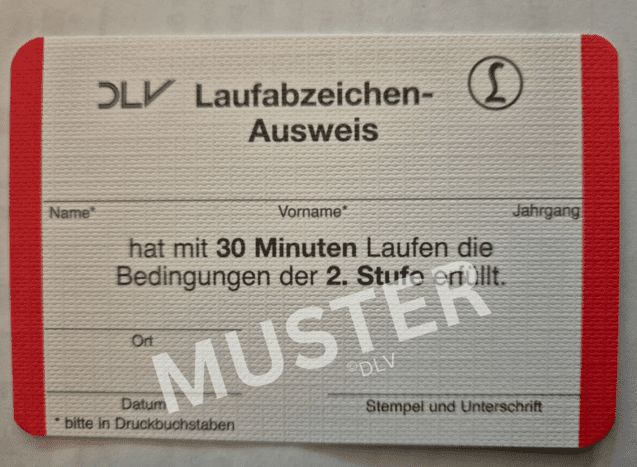 DLV Laufabzeichen-
Ausweis
Name* Vorname* Jahrgang
hat mit 30 Minuten Laufen die
Bedingungen der 2. Stufe erfüllt.
Ort
MUSTER
©DLV
Datum
Stempel und Unterschrift
* bitte in Druckbuchstaben